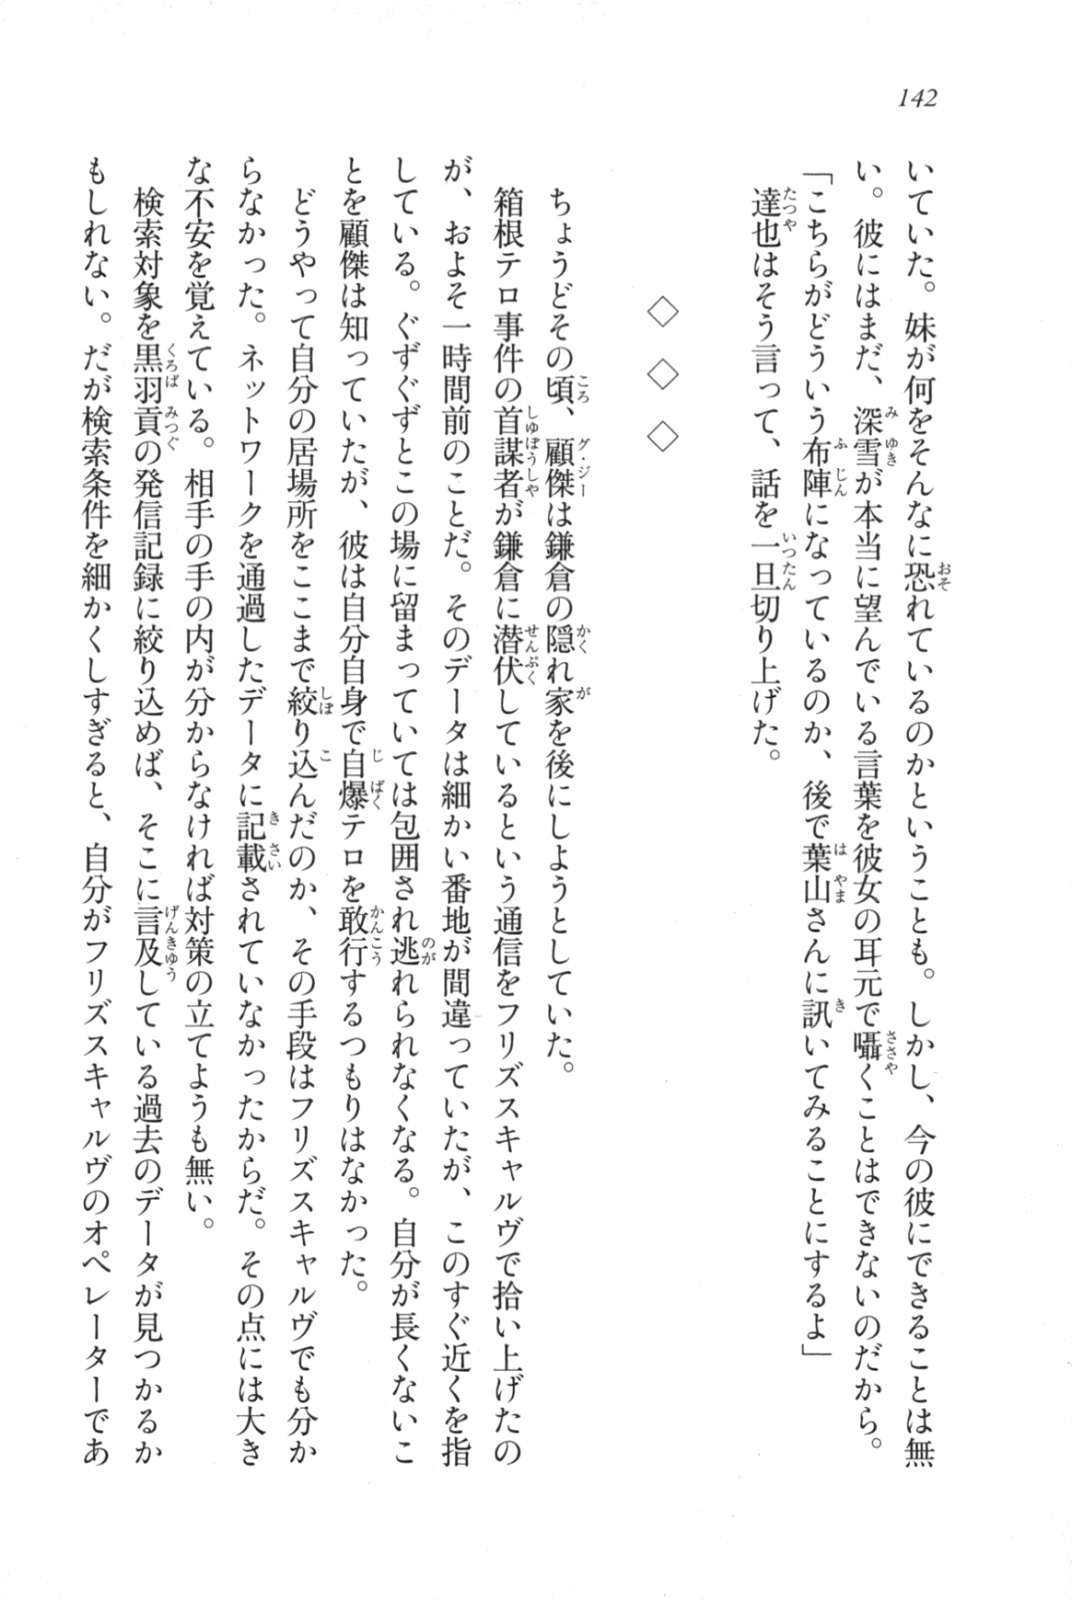 142
いていた。妹が何をそんなに恐れているのかということも。しかし、今の彼にできることは無
い。彼にはまだ、深雪が本当に望んでいる言葉を彼女の耳元で囁くことはできないのだから。
「こちらがどういう布陣になっているのか、後で葉山さんに訊いてみることにするよ」
達也はそう言って、話を一旦切り上げた。
◇ ◇ ◇
ちょうどその頃、顧傑は鎌倉の隠れ家を後にしようとしていた。
箱根テロ事件の首謀者が鎌倉に潜伏しているという通信をフリズスキャルヴで拾い上げたの
が、およそ一時間前のことだ。そのデータは細かい番地が間違っていたが、このすぐ近くを指
している。ぐずぐずとこの場に留まっていては包囲され逃れられなくなる。自分が長くないこ
とを顧傑は知っていたが、彼は自分自身で自爆テロを敢行するつもりはなかった。
どうやって自分の居場所をここまで絞り込んだのか、その手段はフリズスキャルヴでも分か
らなかった。ネットワークを通過したデータに記載されていなかったからだ。その点には大き
な不安を覚えている。相手の手の内が分からなければ対策の立てようも無い。
検索対象を黒羽貢の発信記録に絞り込めば、そこに言及している過去のデータが見つかるか
もしれない。だが検索条件を細かくしすぎると、自分がフリズスキャルヴのオペレーターであ